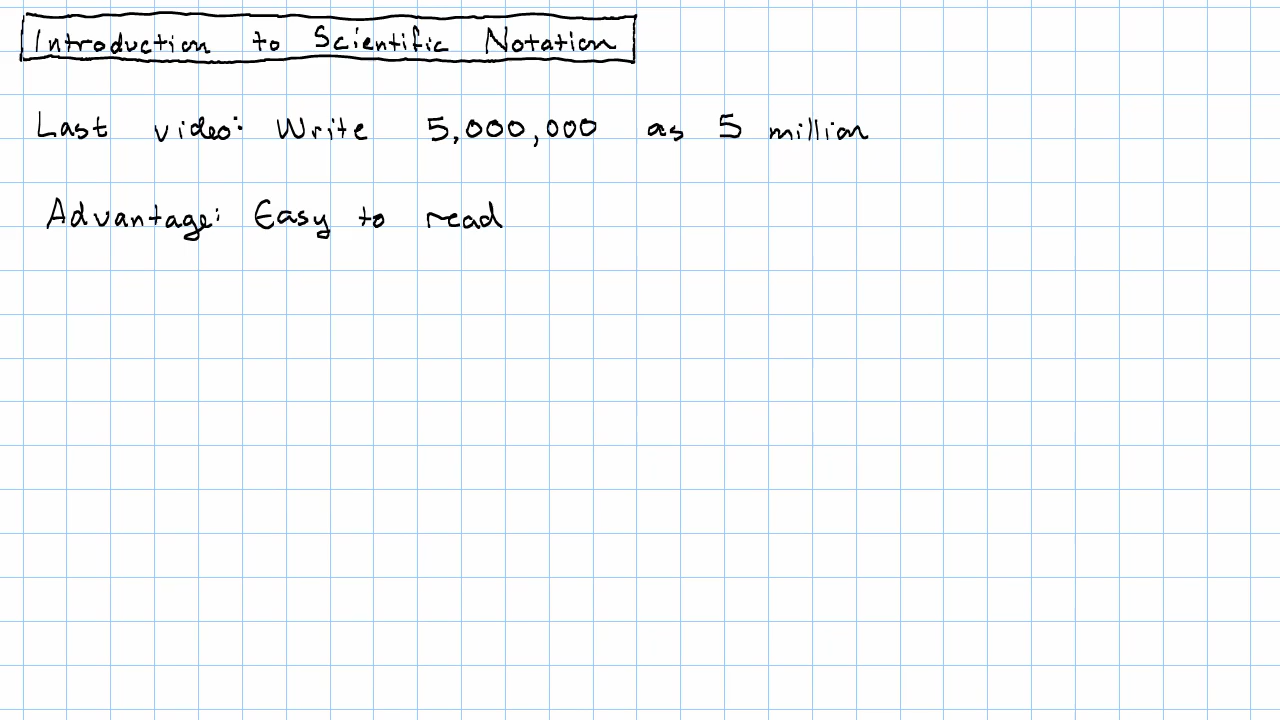 Introduction to Scientific Notation
Last video: Write 5,000,000 as 5 million
Advantage: Easy to read